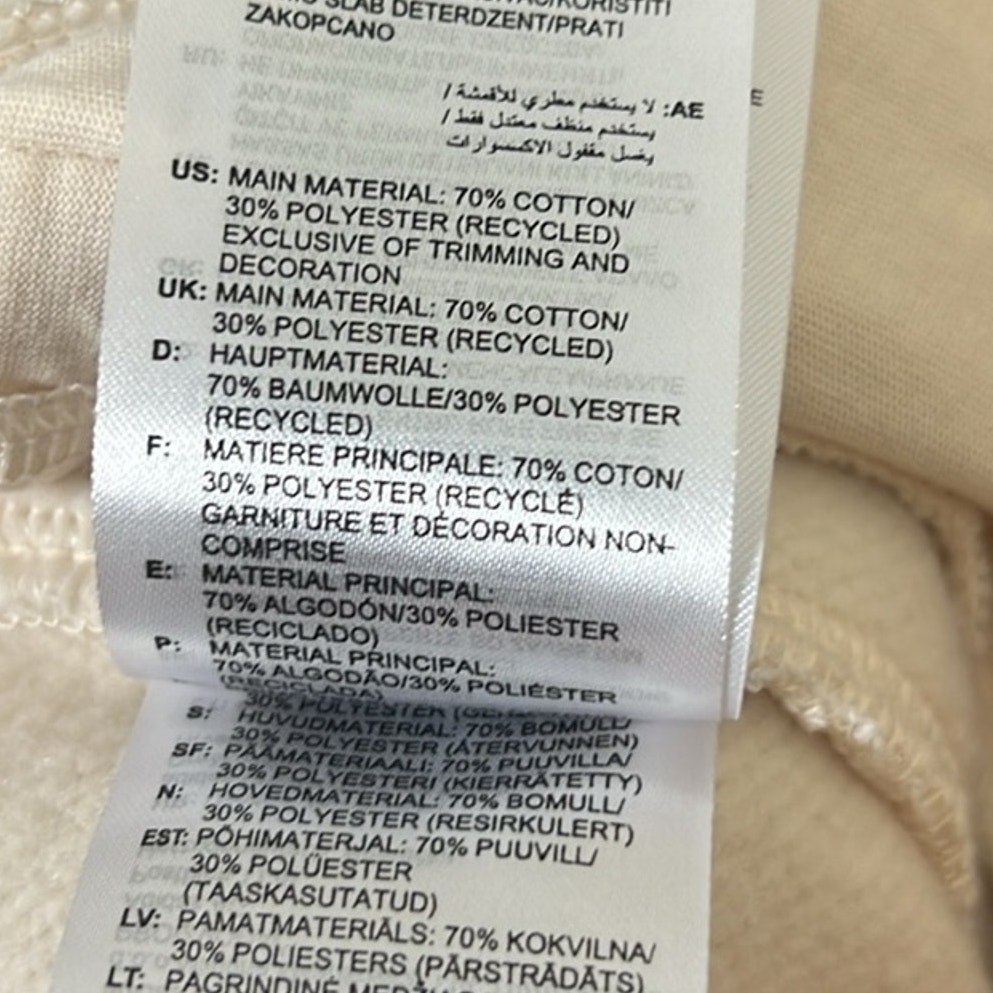 SLAB DETERDZENT/PRATI
ZAKOPCANO
AE: لا يستخدم مطري للأقمشة /
يستخدم منظف معتدل فقط /
يغسل مقفول الاكسسوارات
US: MAIN MATERIAL: 70% COTTON/
30% POLYESTER (RECYCLED)
EXCLUSIVE OF TRIMMING AND
DECORATION
UK: MAIN MATERIAL: 70% COTTON/
30% POLYESTER (RECYCLED)
D: HAUPTMATERIAL:
70% BAUMWOLLE/30% POLYESTER
(RECYCLED)
F: MATIERE PRINCIPALE: 70% COTON/
30% POLYESTER (RECYCLÉ)
GARNITURE ET DÉCORATION NON-
COMPRISE
E: MATERIAL PRINCIPAL:
70% ALGODÓN/30% POLIESTER
(RECICLADO)
P: MATERIAL PRINCIPAL:
70% ALGODÃO/30% POLIÉSTER
(RECICLADA)
30% POLYESTER
S: HUVUDMATERIAL: 70% BOMULL/
30% POLYESTER (ÅTERVUNNEN)
SF: PÄÄMATERIAALI: 70% PUUVILLA/
30% POLYESTERI (KIERRÄTETTY)
N: HOVEDMATERIAL: 70% BOMULL/
30% POLYESTER (RESIRKULERT)
EST: PÕHIMATERJAL: 70% PUUVILL/
30% POLÜESTER
(TAASKASUTATUD)
LV: PAMATMATERIĀLS: 70% KOKVILNA/
30% POLIESTERS (PĀRSTRĀDĀTS)
LT: PAGRINDINĖ